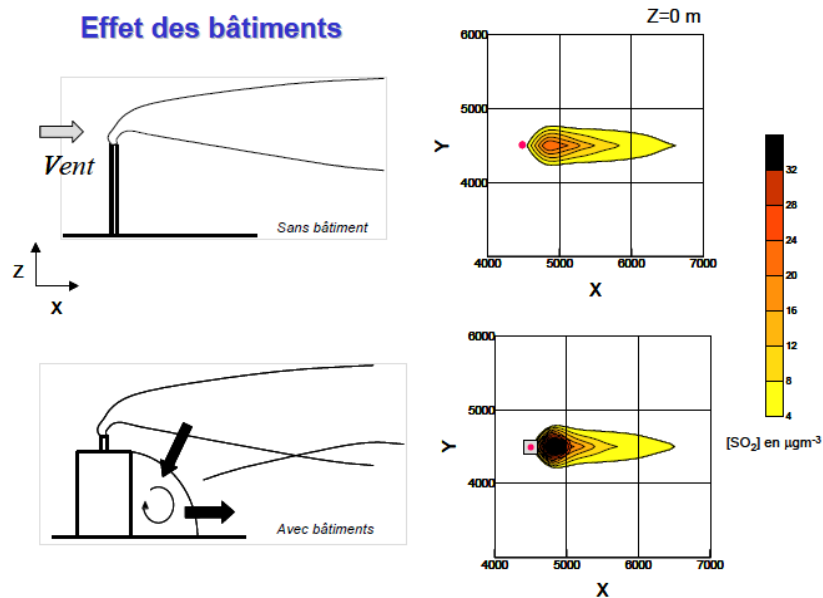 Effet des bâtiments
Vent
Sans bâtiment
Z
X
Z=0 m
6000
5000
4000
Y
4000 5000 6000 7000
X
Avec bâtiments
6000
5000
4000
Y
4000 5000 6000 7000
X
32
28
24
20
16
12
8
4
[SO₂] en μgm⁻³